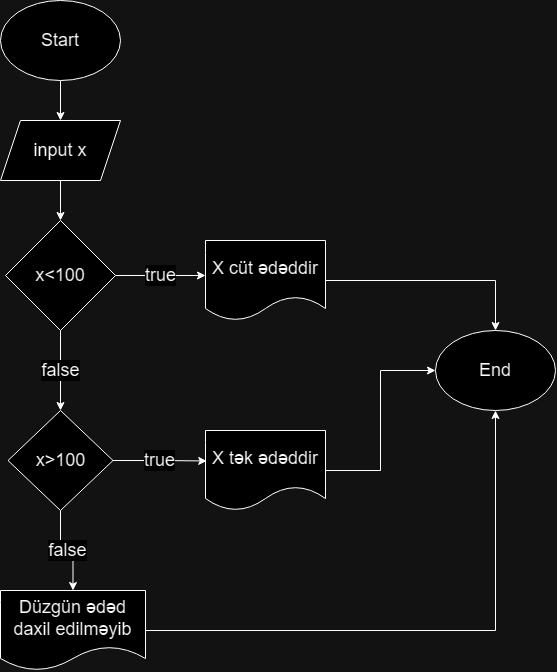 Start
input x
x<100
true
X cüt ədəddir
false
End
x>100
true
X tək ədəddir
false
Düzgün ədəd
daxil edilməyib